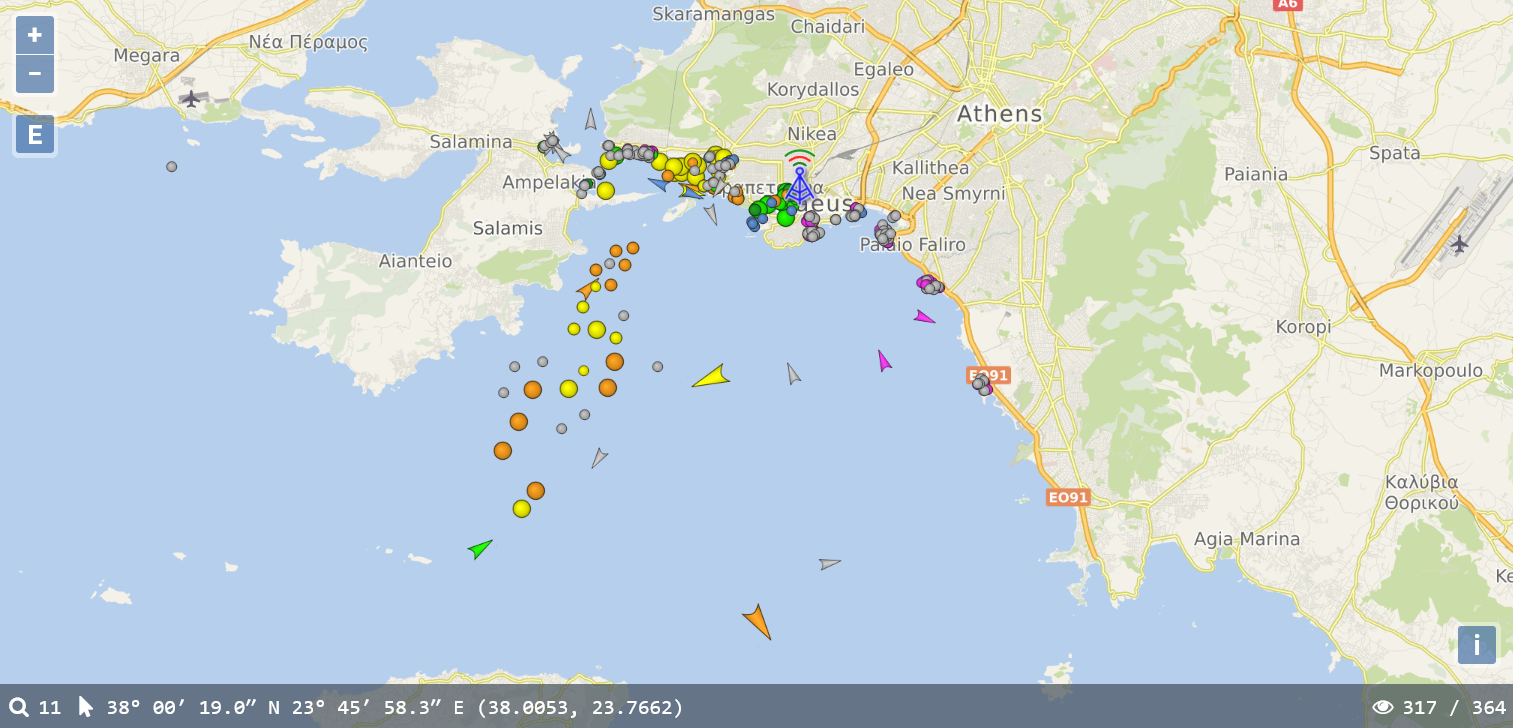 A6
Skaramangas
Chaidari
+
Νέα Πέραμος
Megara
Egaleo
−
Korydallos
Athens
E
Nikea
Salamina
Spata
Kallithea
Paiania
Ampelaki
Nea Smyrni
Salamis
Palaio Faliro
Aianteio
Koropi
Markopoulo
EO91
Καλύβια
Θορικού
EO91
Agia Marina
i
11 38° 00′ 19.0″ N 23° 45′ 58.3″ E (38.0053, 23.7662)
317 / 364